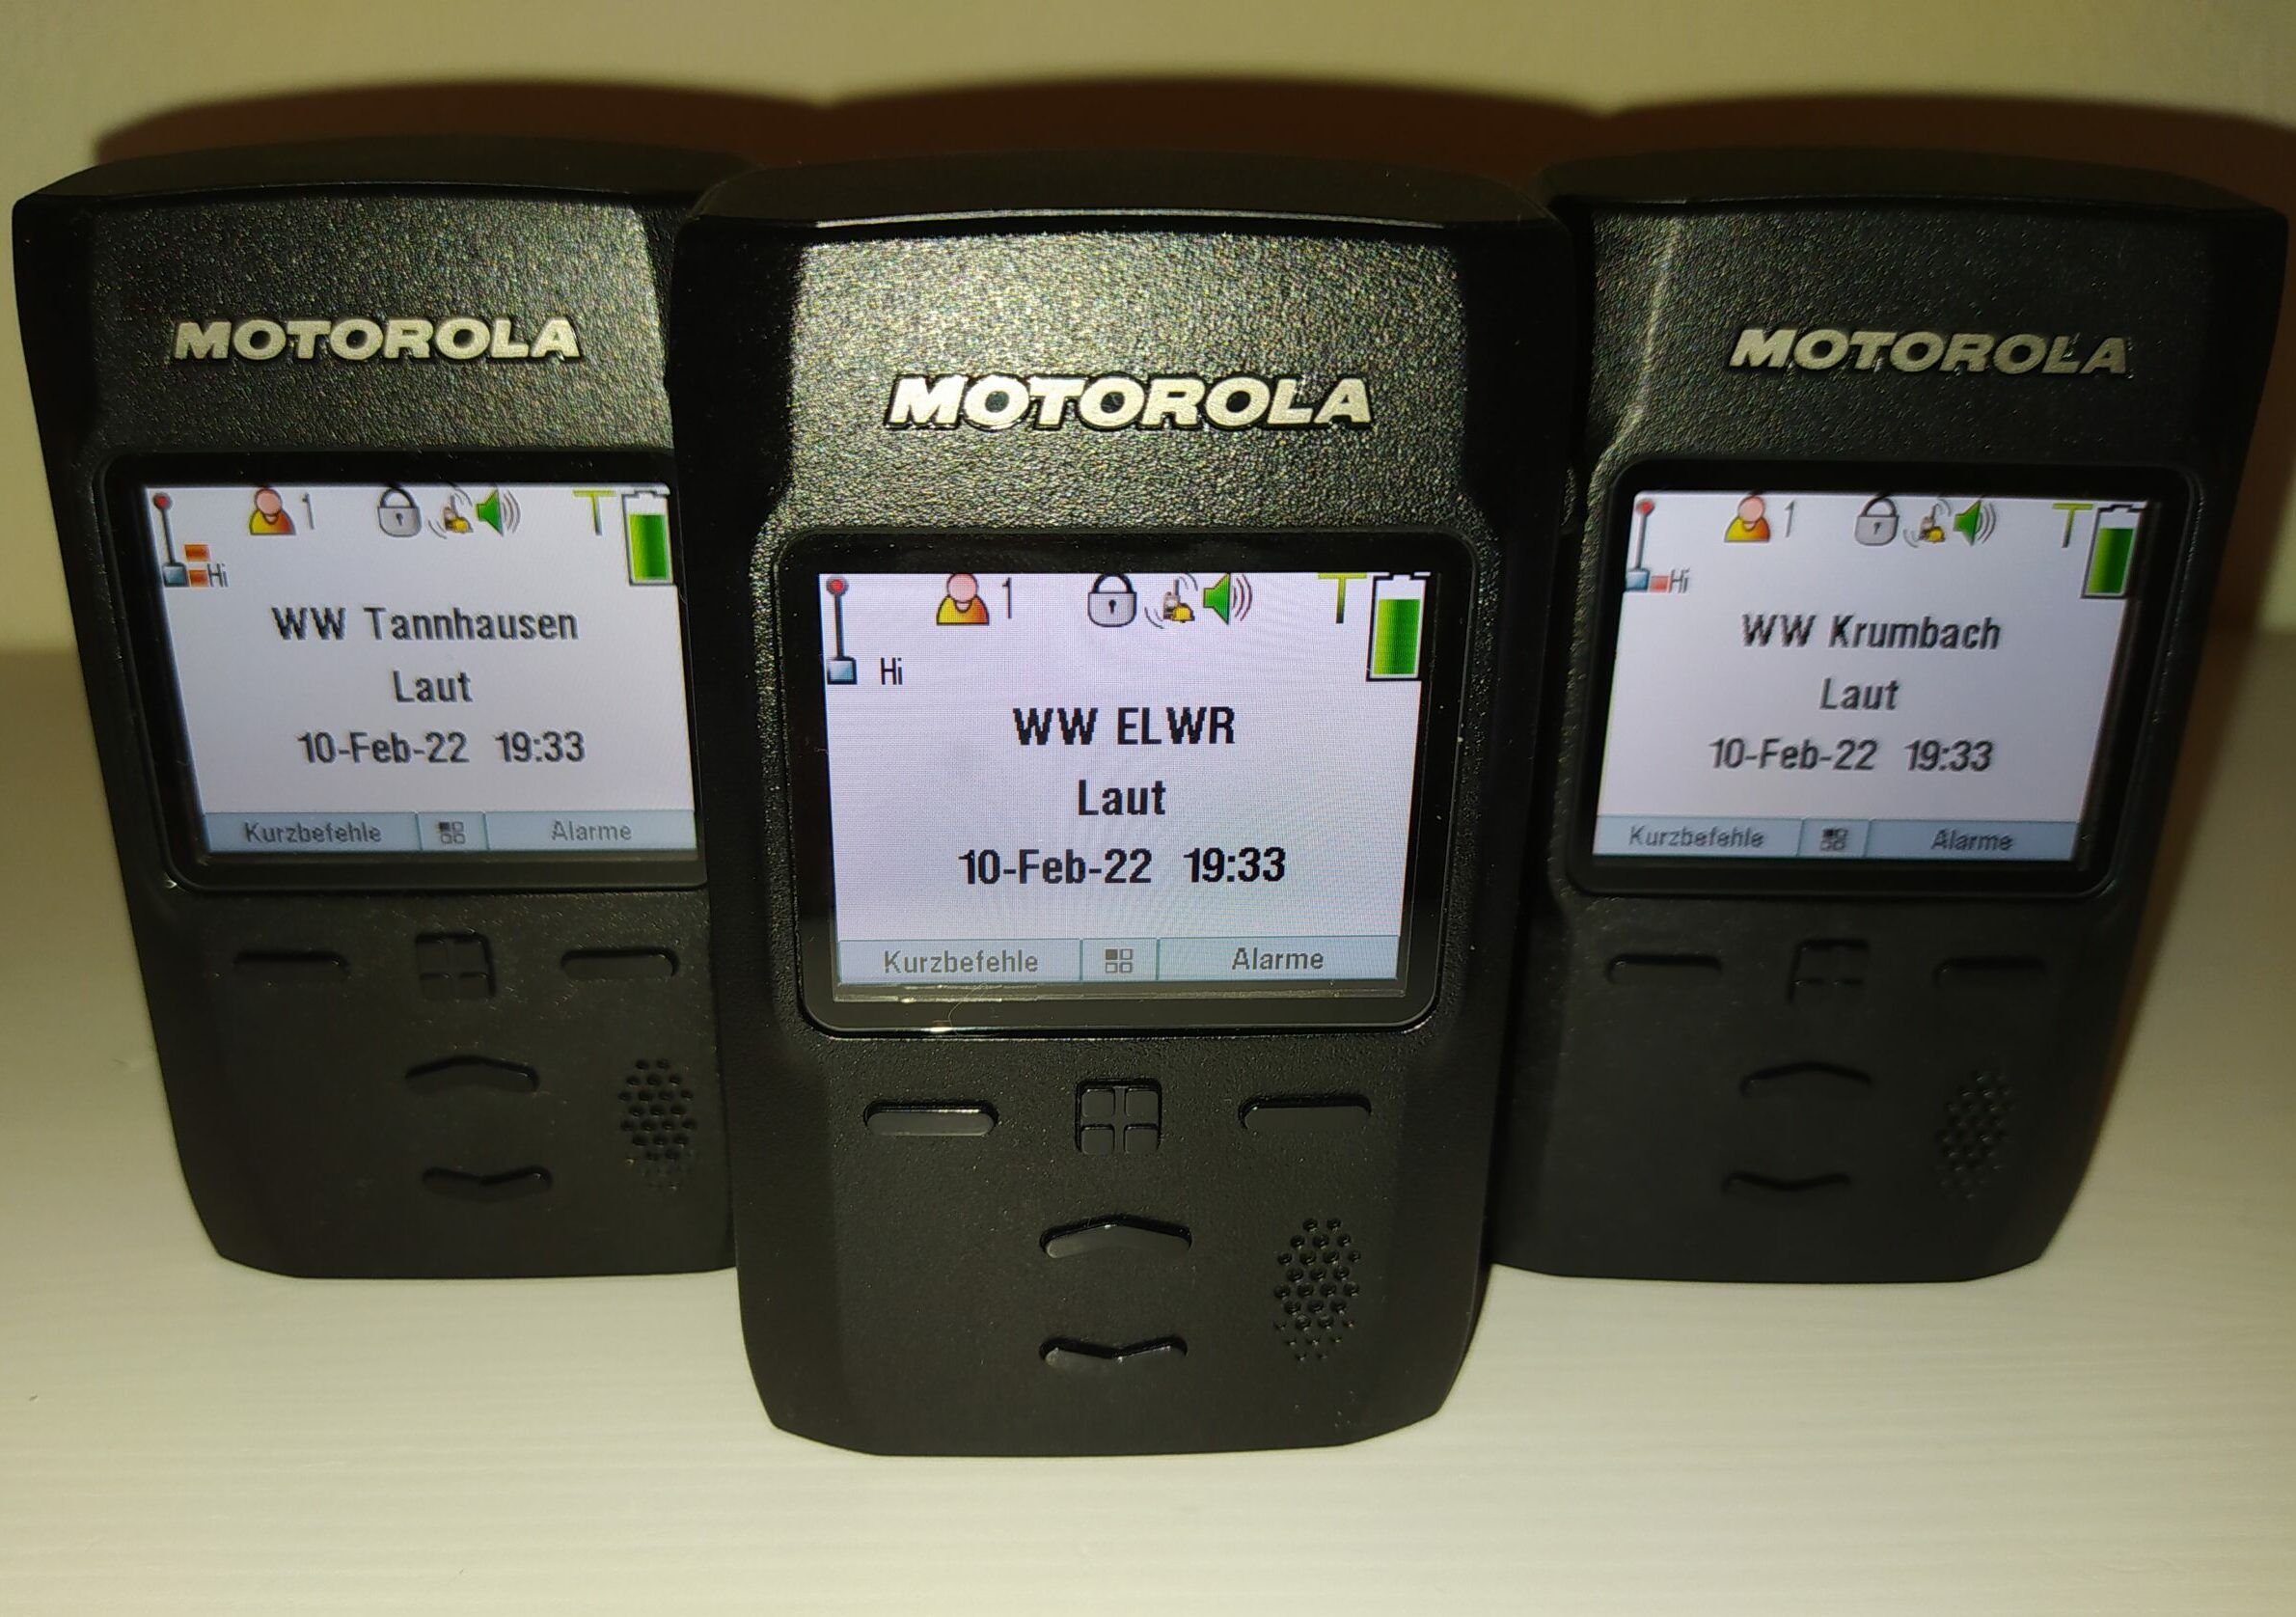 MOTOROLA
1
Hi
WW Tannhausen
Laut
10-Feb-22 19:33
Kurzbefehle Alarme
MOTOROLA
1
Hi
WW ELWR
Laut
10-Feb-22 19:33
Kurzbefehle Alarme
MOTOROLA
1
Hi
WW Krumbach
Laut
10-Feb-22 19:33
Kurzbefehle Alarme